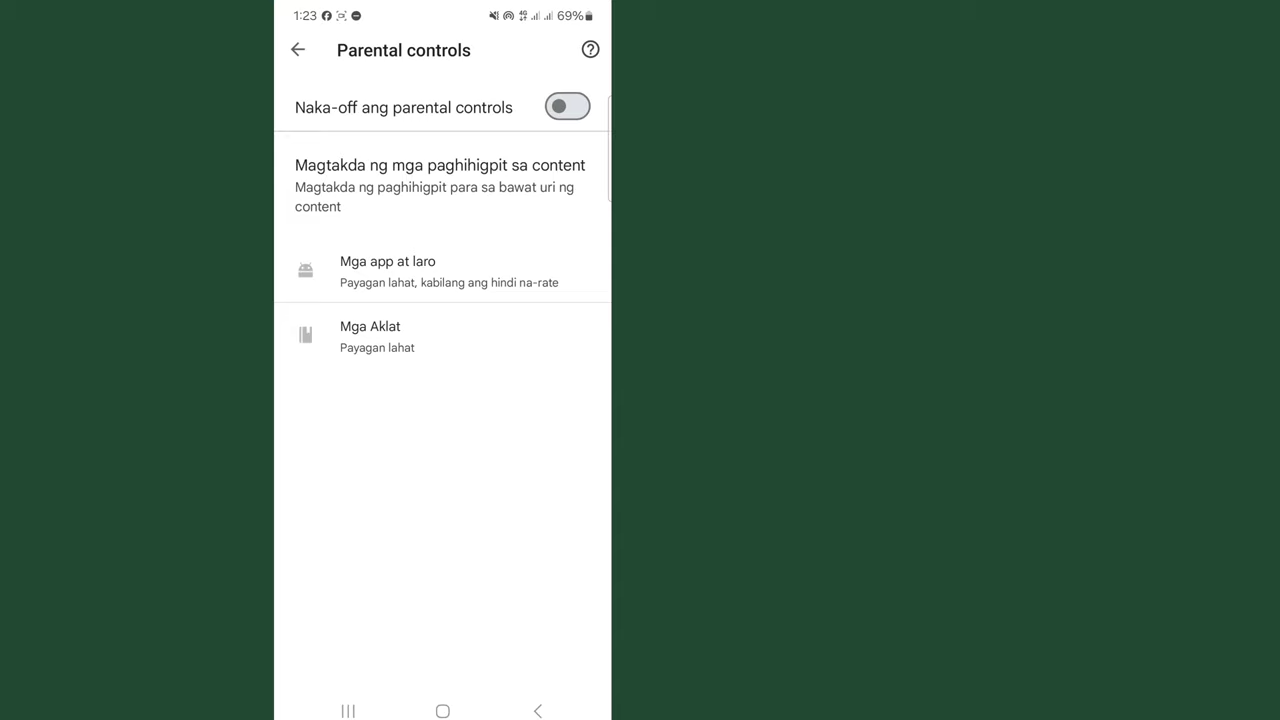 1:23 4G 69%
Parental controls
Naka-off ang parental controls
Magtakda ng mga paghihigpit sa content
Magtakda ng paghihigpit para sa bawat uri ng
content
Mga app at laro
Payagan lahat, kabilang ang hindi na-rate
Mga Aklat
Payagan lahat